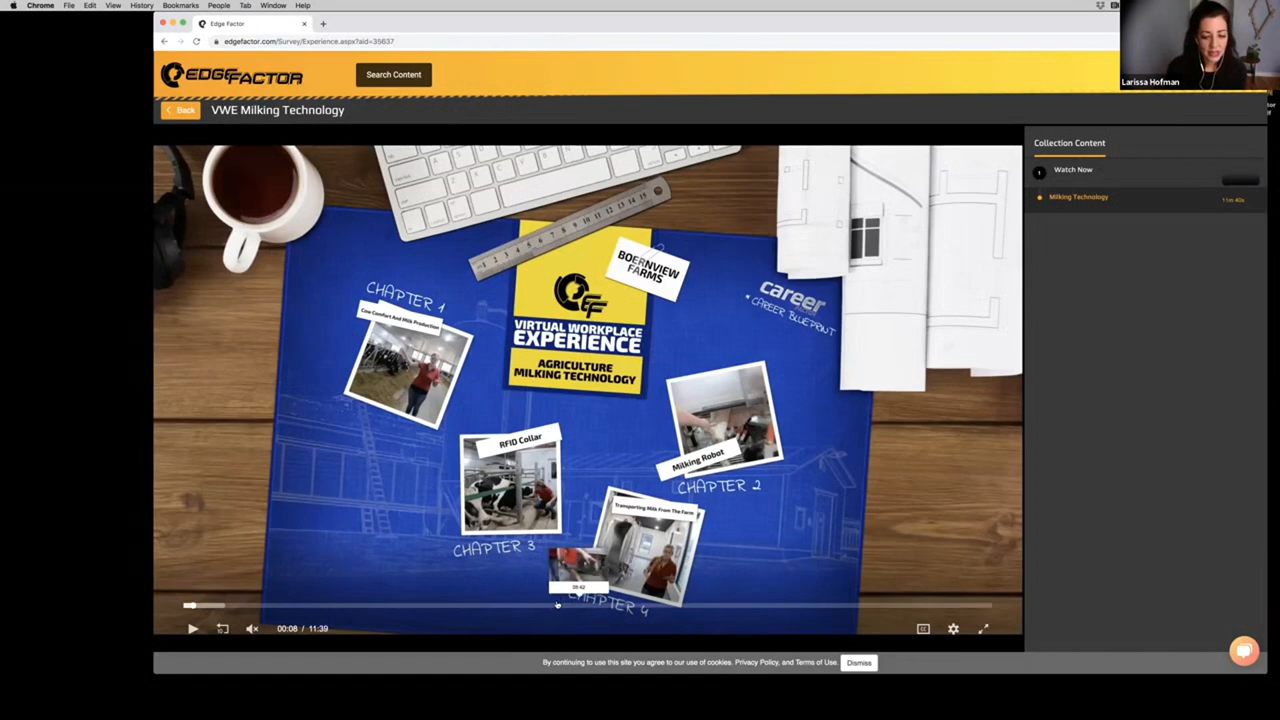 Chrome File Edit View History Bookmarks People Tab Window Help
Edge Factor
edgefactor.com/Survey/Experience.aspx?aid=35637
EDGE FACTOR
Search Content
Larissa Hofman
Back
VWE Milking Technology
Collection Content
1 Watch Now
Milking Technology 11m 40s
BOERNVIEW
FARMS
career
CAREER BLUEPRINT
CHAPTER 1
Cow Comfort And Milk Production
EF
VIRTUAL WORKPLACE
EXPERIENCE
AGRICULTURE
MILKING TECHNOLOGY
RFID Collar
CHAPTER 3
Milking Robot
CHAPTER 2
Transporting Milk From The Farm
CHAPTER 4
00:08 / 11:39
By continuing to use this site you agree to our use of cookies. Privacy Policy, and Terms of Use.
Dismiss